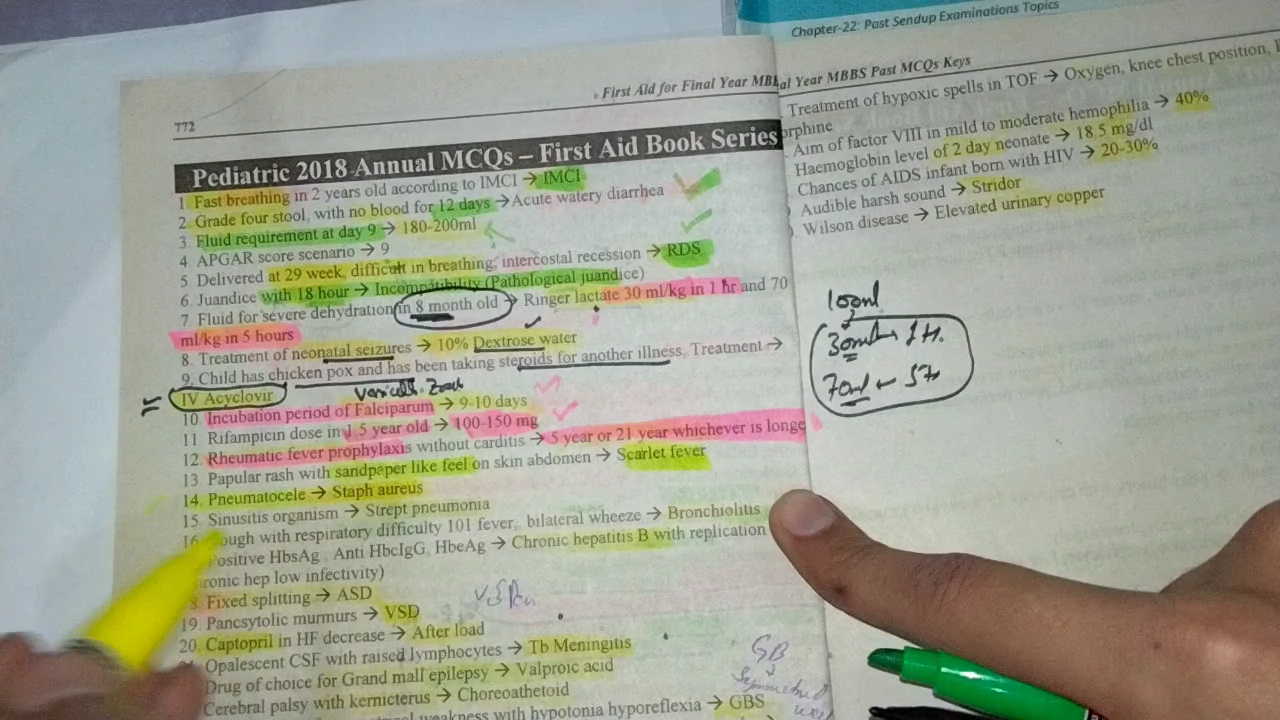 First Aid for Final Year MB
772
Pediatric 2018 Annual MCQs – First Aid Book Series
1. Fast breathing in 2 years old according to IMCI → IMCI
2. Grade four stool, with no blood for 12 days → Acute watery diarrhea
3. Fluid requirement at day 9 → 180-200ml
4. APGAR score scenario → 9
5 Delivered at 29 week, difficult in breathing, intercostal recession → RDS
6. Juandice with 18 hour → Incompatibility (Pathological juandice)
7. Fluid for severe dehydration in 8 month old → Ringer lactate 30 ml/kg in 1 hr and 70
ml/kg in 5 hours
8. Treatment of neonatal seizures → 10% Dextrose water
9. Child has chicken pox and has been taking steroids for another illness, Treatment →
IV Acyclovir
10. Incubation period of Falciparum → 9-10 days
11 Rifampicin dose in 15 year old → 100-150 mg
12. Rheumatic fever prophylaxis without carditis → 5 year or 21 year whichever is longe
13. Papular rash with sandpaper like feel on skin abdomen → Scarlet fever
14. Pneumatocele → Staph aureus
15. Sinusitis organism → Strept pneumonia
16. Cough with respiratory difficulty 101 fever, bilateral wheeze → Bronchiolitis
Positive HbsAg, Anti HbcIgG, HbeAg → Chronic hepatitis B with replication
ronic hep low infectivity)
8. Fixed splitting → ASD
19. Pancsytolic murmurs → VSD
20. Captopril in HF decrease → After load
Opalescent CSF with raised lymphocytes → Tb Meningitis
Drug of choice for Grand mall epilepsy → Valproic acid
Cerebral palsy with kernicterus → Choreoathetoid
weakness with hypotonia hyporeflexia → GBS
GB
Chapter-22: Past Sendup Examinations Topics
al Year MBBS Past MCQs Keys
Treatment of hypoxic spells in TOF → Oxygen, knee chest position,
orphine
Aim of factor VIII in mild to moderate hemophilia → 40%
Haemoglobin level of 2 day neonate → 18.5 mg/dl
Chances of AIDS infant born with HIV → 20-30%
Audible harsh sound → Stridor
Wilson disease → Elevated urinary copper
100ml
30ml 1H.
70ml